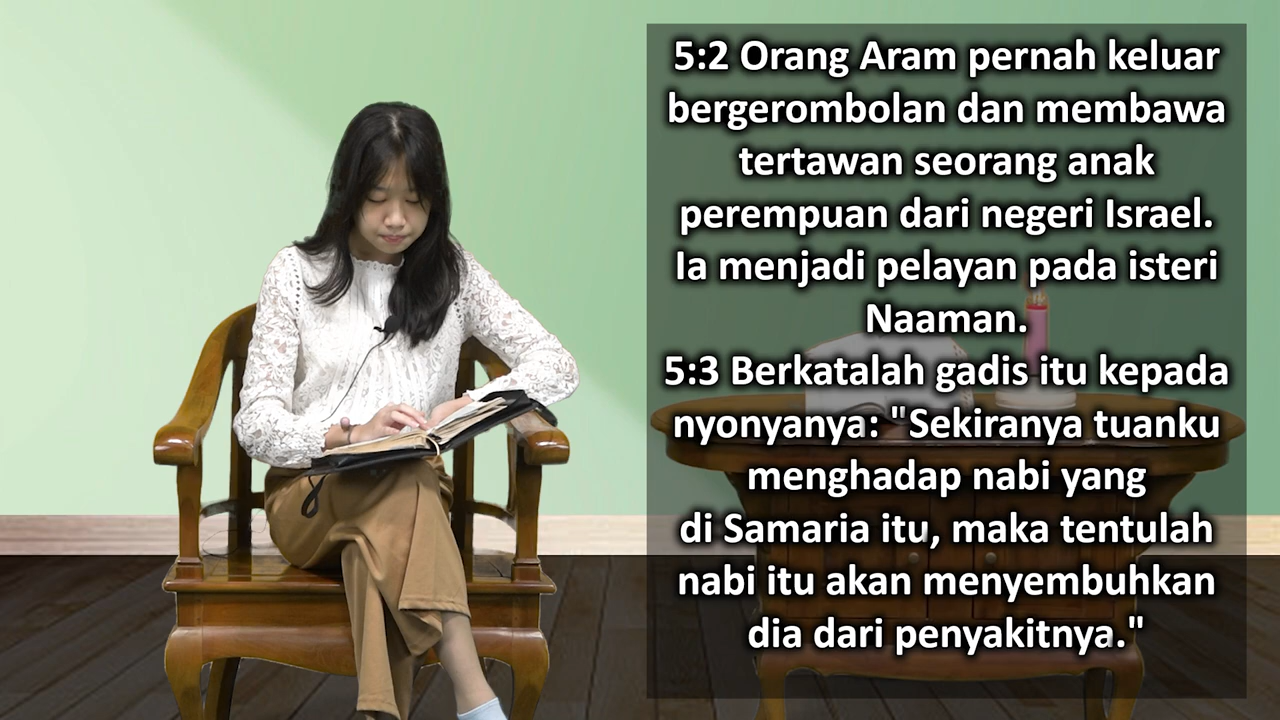 5:2 Orang Aram pernah keluar
bergerombolan dan membawa
tertawan seorang anak
perempuan dari negeri Israel.
Ia menjadi pelayan pada isteri
Naaman.
5:3 Berkatalah gadis itu kepada
nyonyanya: "Sekiranya tuanku
menghadap nabi yang
di Samaria itu, maka tentulah
nabi itu akan menyembuhkan
dia dari penyakitnya."